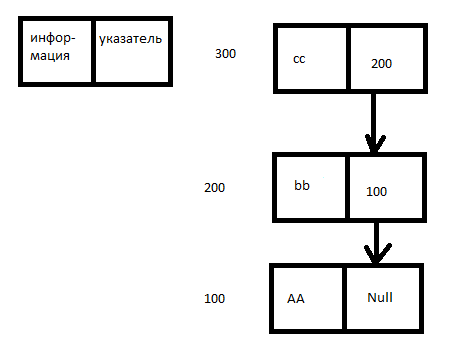 инфор-
мация
указатель
300
cc
200
200
bb
100
100
AA
Null